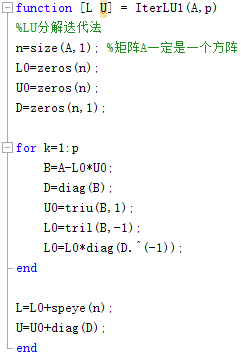 function [L U] = IterLU1(A,p)
%LU分解迭代法
n=size(A,1); %矩阵A一定是一个方阵
L0=zeros(n);
U0=zeros(n);
D=zeros(n,1);
for k=1:p
B=A-L0*U0;
D=diag(B);
U0=triu(B,1);
L0=tril(B,-1);
L0=L0*diag(D.^(-1));
end
L=L0+speye(n);
U=U0+diag(D);
end